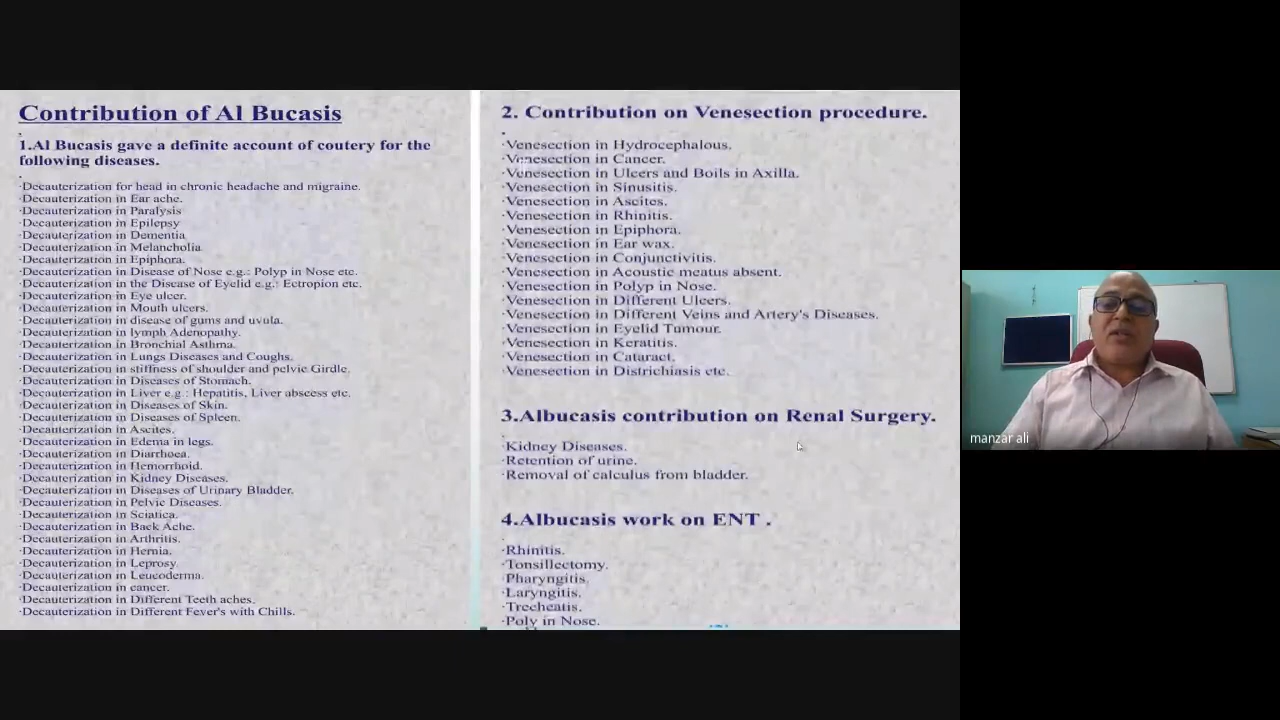 Contribution of Al Bucasis
1.Al Bucasis gave a definite account of coutery for the
following diseases.
·Decauterization for head in chronic headache and migraine.
·Decauterization in Ear ache.
·Decauterization in Paralysis
·Decauterization in Epilepsy
·Decauterization in Dementia
·Decauterization in Melancholia
·Decauterization in Epiphora.
·Decauterization in Disease of Nose e.g.: Polyp in Nose etc.
·Decauterization in the Disease of Eyelid e.g.: Ectropion etc.
·Decauterization in Eye ulcer.
·Decauterization in Mouth ulcers.
·Decauterization in disease of gums and uvula.
·Decauterization in lymph Adenopathy.
·Decauterization in Bronchial Asthma.
·Decauterization in Lungs Diseases and Coughs.
·Decauterization in stiffness of shoulder and pelvic Girdle.
·Decauterization in Diseases of Stomach.
·Decauterization in Liver e.g.: Hepatitis, Liver abscess etc.
·Decauterization in Diseases of Skin.
·Decauterization in Diseases of Spleen.
·Decauterization in Ascites.
·Decauterization in Edema in legs.
·Decauterization in Diarrhoea.
·Decauterization in Hemorrhoid.
·Decauterization in Kidney Diseases.
·Decauterization in Diseases of Urinary Bladder.
·Decauterization in Pelvic Diseases.
·Decauterization in Sciatica.
·Decauterization in Back Ache.
·Decauterization in Arthritis.
·Decauterization in Hernia.
·Decauterization in Leprosy.
·Decauterization in Leucoderma.
·Decauterization in cancer.
·Decauterization in Different Teeth aches.
·Decauterization in Different Fever's with Chills.
2. Contribution on Venesection procedure.
·Venesection in Hydrocephalous.
·Venesection in Cancer.
·Venesection in Ulcers and Boils in Axilla.
·Venesection in Sinusitis.
·Venesection in Ascites.
·Venesection in Rhinitis.
·Venesection in Epiphora.
·Venesection in Ear wax.
·Venesection in Conjunctivitis.
·Venesection in Acoustic meatus absent.
·Venesection in Polyp in Nose.
·Venesection in Different Ulcers.
·Venesection in Different Veins and Artery's Diseases.
·Venesection in Eyelid Tumour.
·Venesection in Keratitis.
·Venesection in Cataract.
·Venesection in Districhiasis etc.
3.Albucasis contribution on Renal Surgery.
·Kidney Diseases.
·Retention of urine.
·Removal of calculus from bladder.
4.Albucasis work on ENT .
·Rhinitis.
·Tonsillectomy.
·Pharyngitis
·Laryngitis.
·Trecheatis.
·Poly in Nose.
manzar ali